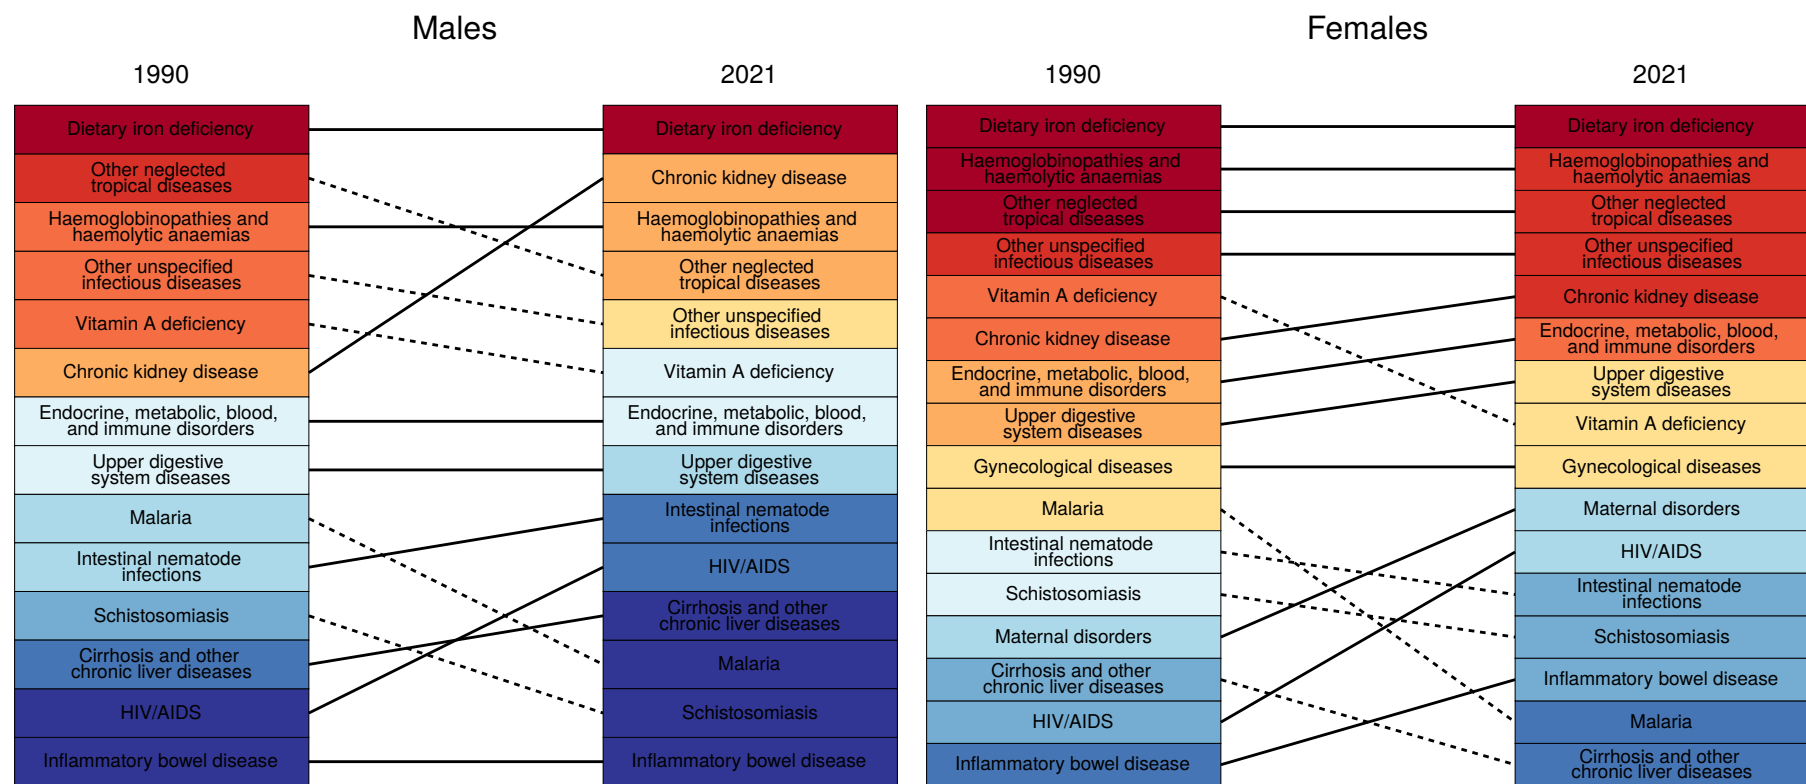 Males
1990
2021
Dietary iron deficiency
Other neglected
tropical diseases
Haemoglobinopathies and
haemolytic anaemias
Other unspecified
infectious diseases
Vitamin A deficiency
Chronic kidney disease
Endocrine, metabolic, blood,
and immune disorders
Upper digestive
system diseases
Malaria
Intestinal nematode
infections
Schistosomiasis
Cirrhosis and other
chronic liver diseases
HIV/AIDS
Inflammatory bowel disease
Dietary iron deficiency
Chronic kidney disease
Haemoglobinopathies and
haemolytic anaemias
Other neglected
tropical diseases
Other unspecified
infectious diseases
Vitamin A deficiency
Endocrine, metabolic, blood,
and immune disorders
Upper digestive
system diseases
Intestinal nematode
infections
HIV/AIDS
Cirrhosis and other
chronic liver diseases
Malaria
Schistosomiasis
Inflammatory bowel disease
Females
1990
2021
Dietary iron deficiency
Haemoglobinopathies and
haemolytic anaemias
Other neglected
tropical diseases
Other unspecified
infectious diseases
Vitamin A deficiency
Chronic kidney disease
Endocrine, metabolic, blood,
and immune disorders
Upper digestive
system diseases
Gynecological diseases
Malaria
Intestinal nematode
infections
Schistosomiasis
Maternal disorders
Cirrhosis and other
chronic liver diseases
HIV/AIDS
Inflammatory bowel disease
Dietary iron deficiency
Haemoglobinopathies and
haemolytic anaemias
Other neglected
tropical diseases
Other unspecified
infectious diseases
Chronic kidney disease
Endocrine, metabolic, blood,
and immune disorders
Upper digestive
system diseases
Vitamin A deficiency
Gynecological diseases
Maternal disorders
HIV/AIDS
Intestinal nematode
infections
Schistosomiasis
Inflammatory bowel disease
Malaria
Cirrhosis and other
chronic liver diseases